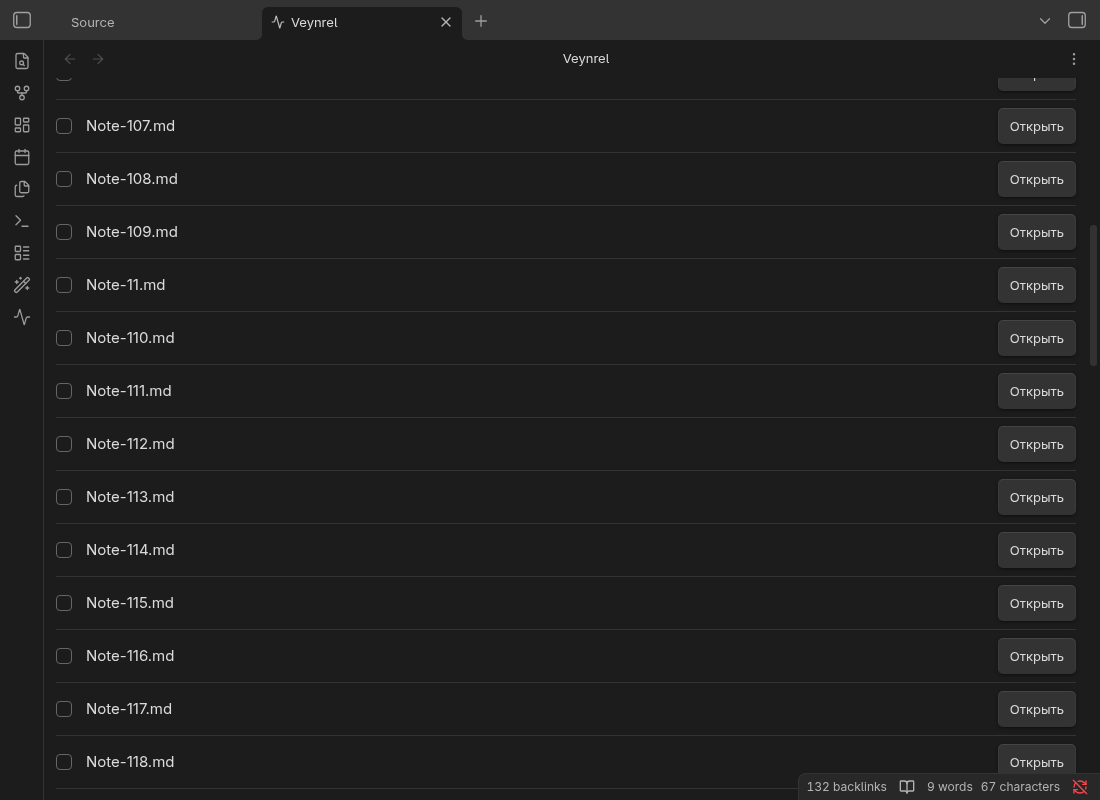 Source
Veynrel
Veynrel
Note-107.md Открыть
Note-108.md Открыть
Note-109.md Открыть
Note-11.md Открыть
Note-110.md Открыть
Note-111.md Открыть
Note-112.md Открыть
Note-113.md Открыть
Note-114.md Открыть
Note-115.md Открыть
Note-116.md Открыть
Note-117.md Открыть
Note-118.md Открыть
132 backlinks 9 words 67 characters